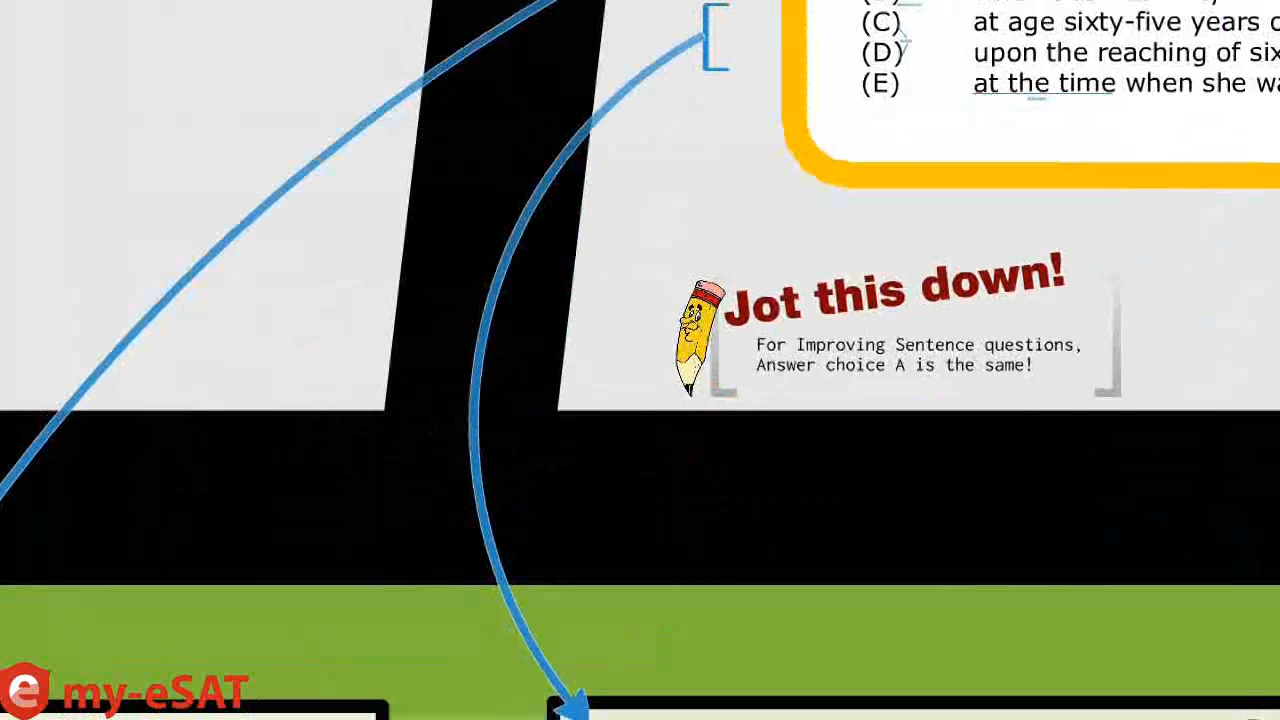 (C) at age sixty-five years
(D) upon the reaching of
(E) at the time when she
Jot this down!
For Improving Sentence questions,
Answer choice A is the same!
e my-eSAT